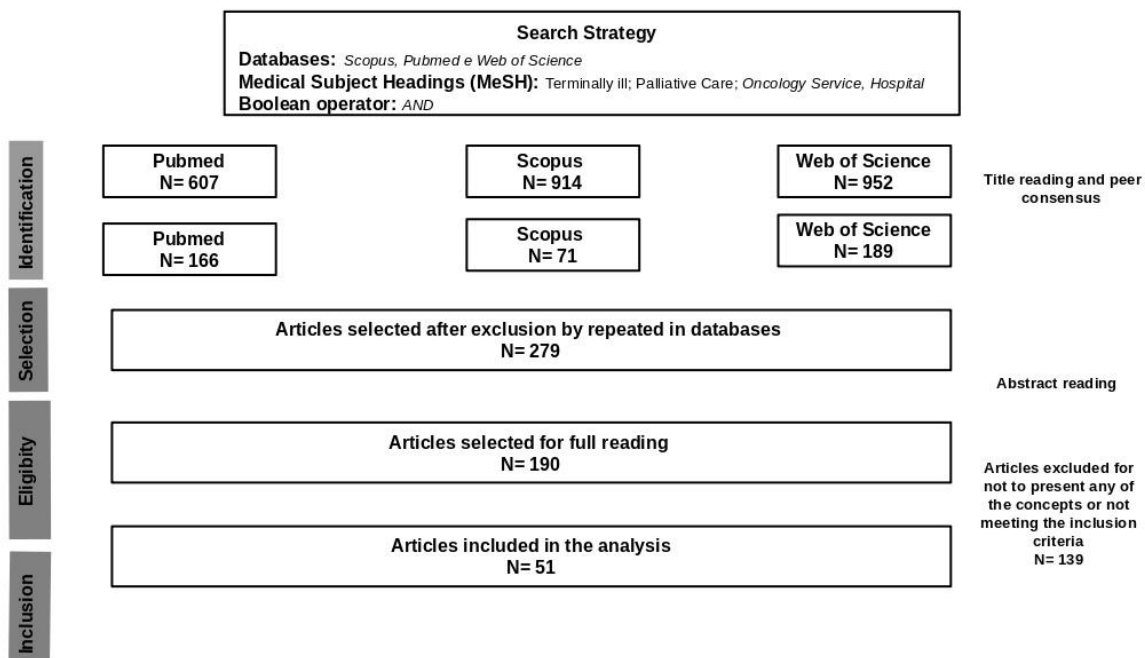 Search Strategy
Databases: Scopus, Pubmed e Web of Science
Medical Subject Headings (MeSH): Terminally ill; Palliative Care; Oncology Service, Hospital
Boolean operator: AND
Identification
Pubmed
N= 607
Scopus
N= 914
Web of Science
N= 952
Title reading and peer
consensus
Pubmed
N= 166
Scopus
N= 71
Web of Science
N= 189
Selection
Articles selected after exclusion by repeated in databases
N= 279
Abstract reading
Eligibity
Articles selected for full reading
N= 190
Articles excluded for
not to present any of
the concepts or not
meeting the inclusion
criteria
N= 139
Inclusion
Articles included in the analysis
N= 51